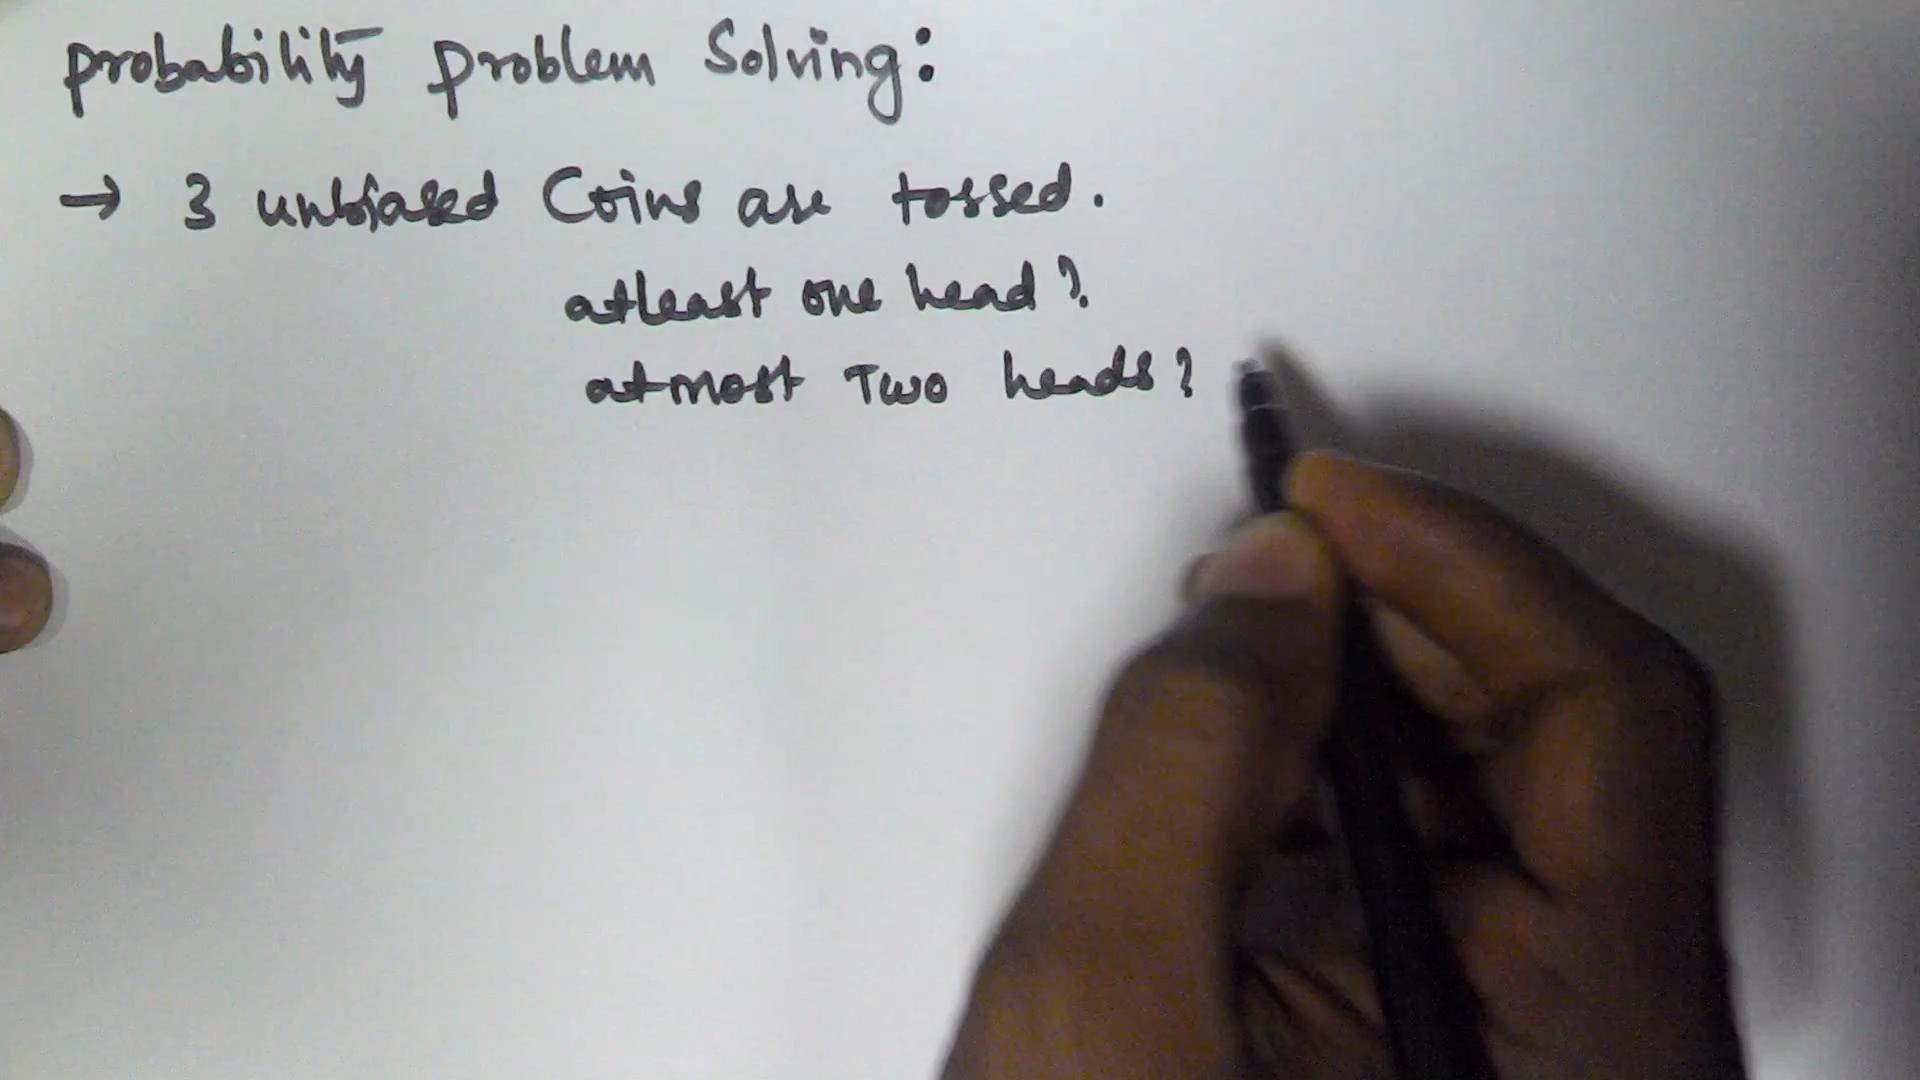 probability problem Solving:
→ 3 unbiased Coins are tossed.
atleast one head?
atmost Two heads?